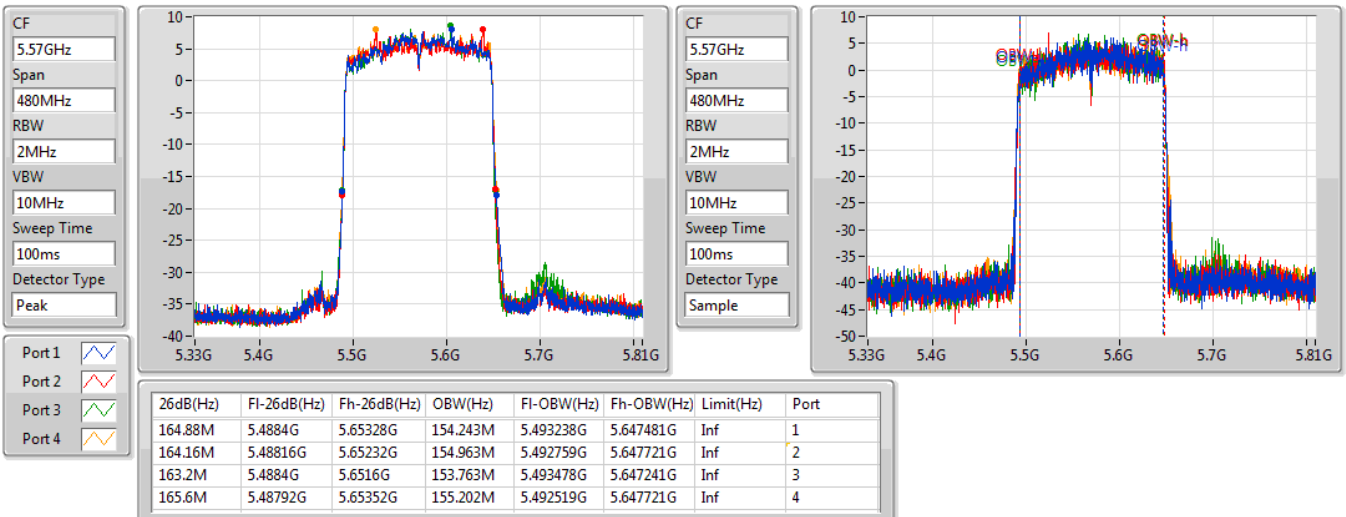 CF
5.57GHz
Span
480MHz
RBW
2MHz
VBW
10MHz
Sweep Time
100ms
Detector Type
Peak
Port 1
Port 2
Port 3
Port 4
10
5
0
-5
-10
-15
-20
-25
-30
-35
-40
5.33G 5.4G 5.5G 5.6G 5.7G 5.81G
CF
5.57GHz
Span
480MHz
RBW
2MHz
VBW
10MHz
Sweep Time
100ms
Detector Type
Sample
10
5
0
-5
-10
-15
-20
-25
-30
-35
-40
-45
-50
OBW-h
5.33G 5.4G 5.5G 5.6G 5.7G 5.81G
26dB(Hz) Fl-26dB(Hz) Fh-26dB(Hz) OBW(Hz) Fl-OBW(Hz) Fh-OBW(Hz) Limit(Hz) Port
164.88M 5.4884G 5.65328G 154.243M 5.493238G 5.647481G Inf 1
164.16M 5.48816G 5.65232G 154.963M 5.492759G 5.647721G Inf 2
163.2M 5.4884G 5.6516G 153.763M 5.493478G 5.647241G Inf 3
165.6M 5.48792G 5.65352G 155.202M 5.492519G 5.647721G Inf 4